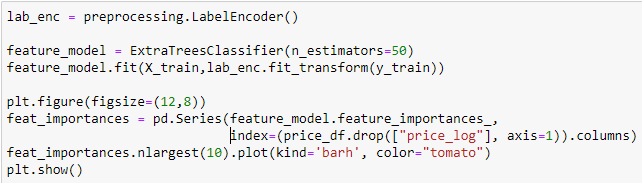 lab_enc = preprocessing.LabelEncoder()
feature_model = ExtraTreesClassifier(n_estimators=50)
feature_model.fit(X_train,lab_enc.fit_transform(y_train))
plt.figure(figsize=(12,8))
feat_importances = pd.Series(feature_model.feature_importances_,
index=(price_df.drop(["price_log"], axis=1)).columns)
feat_importances.nlargest(10).plot(kind='barh', color="tomato")
plt.show()